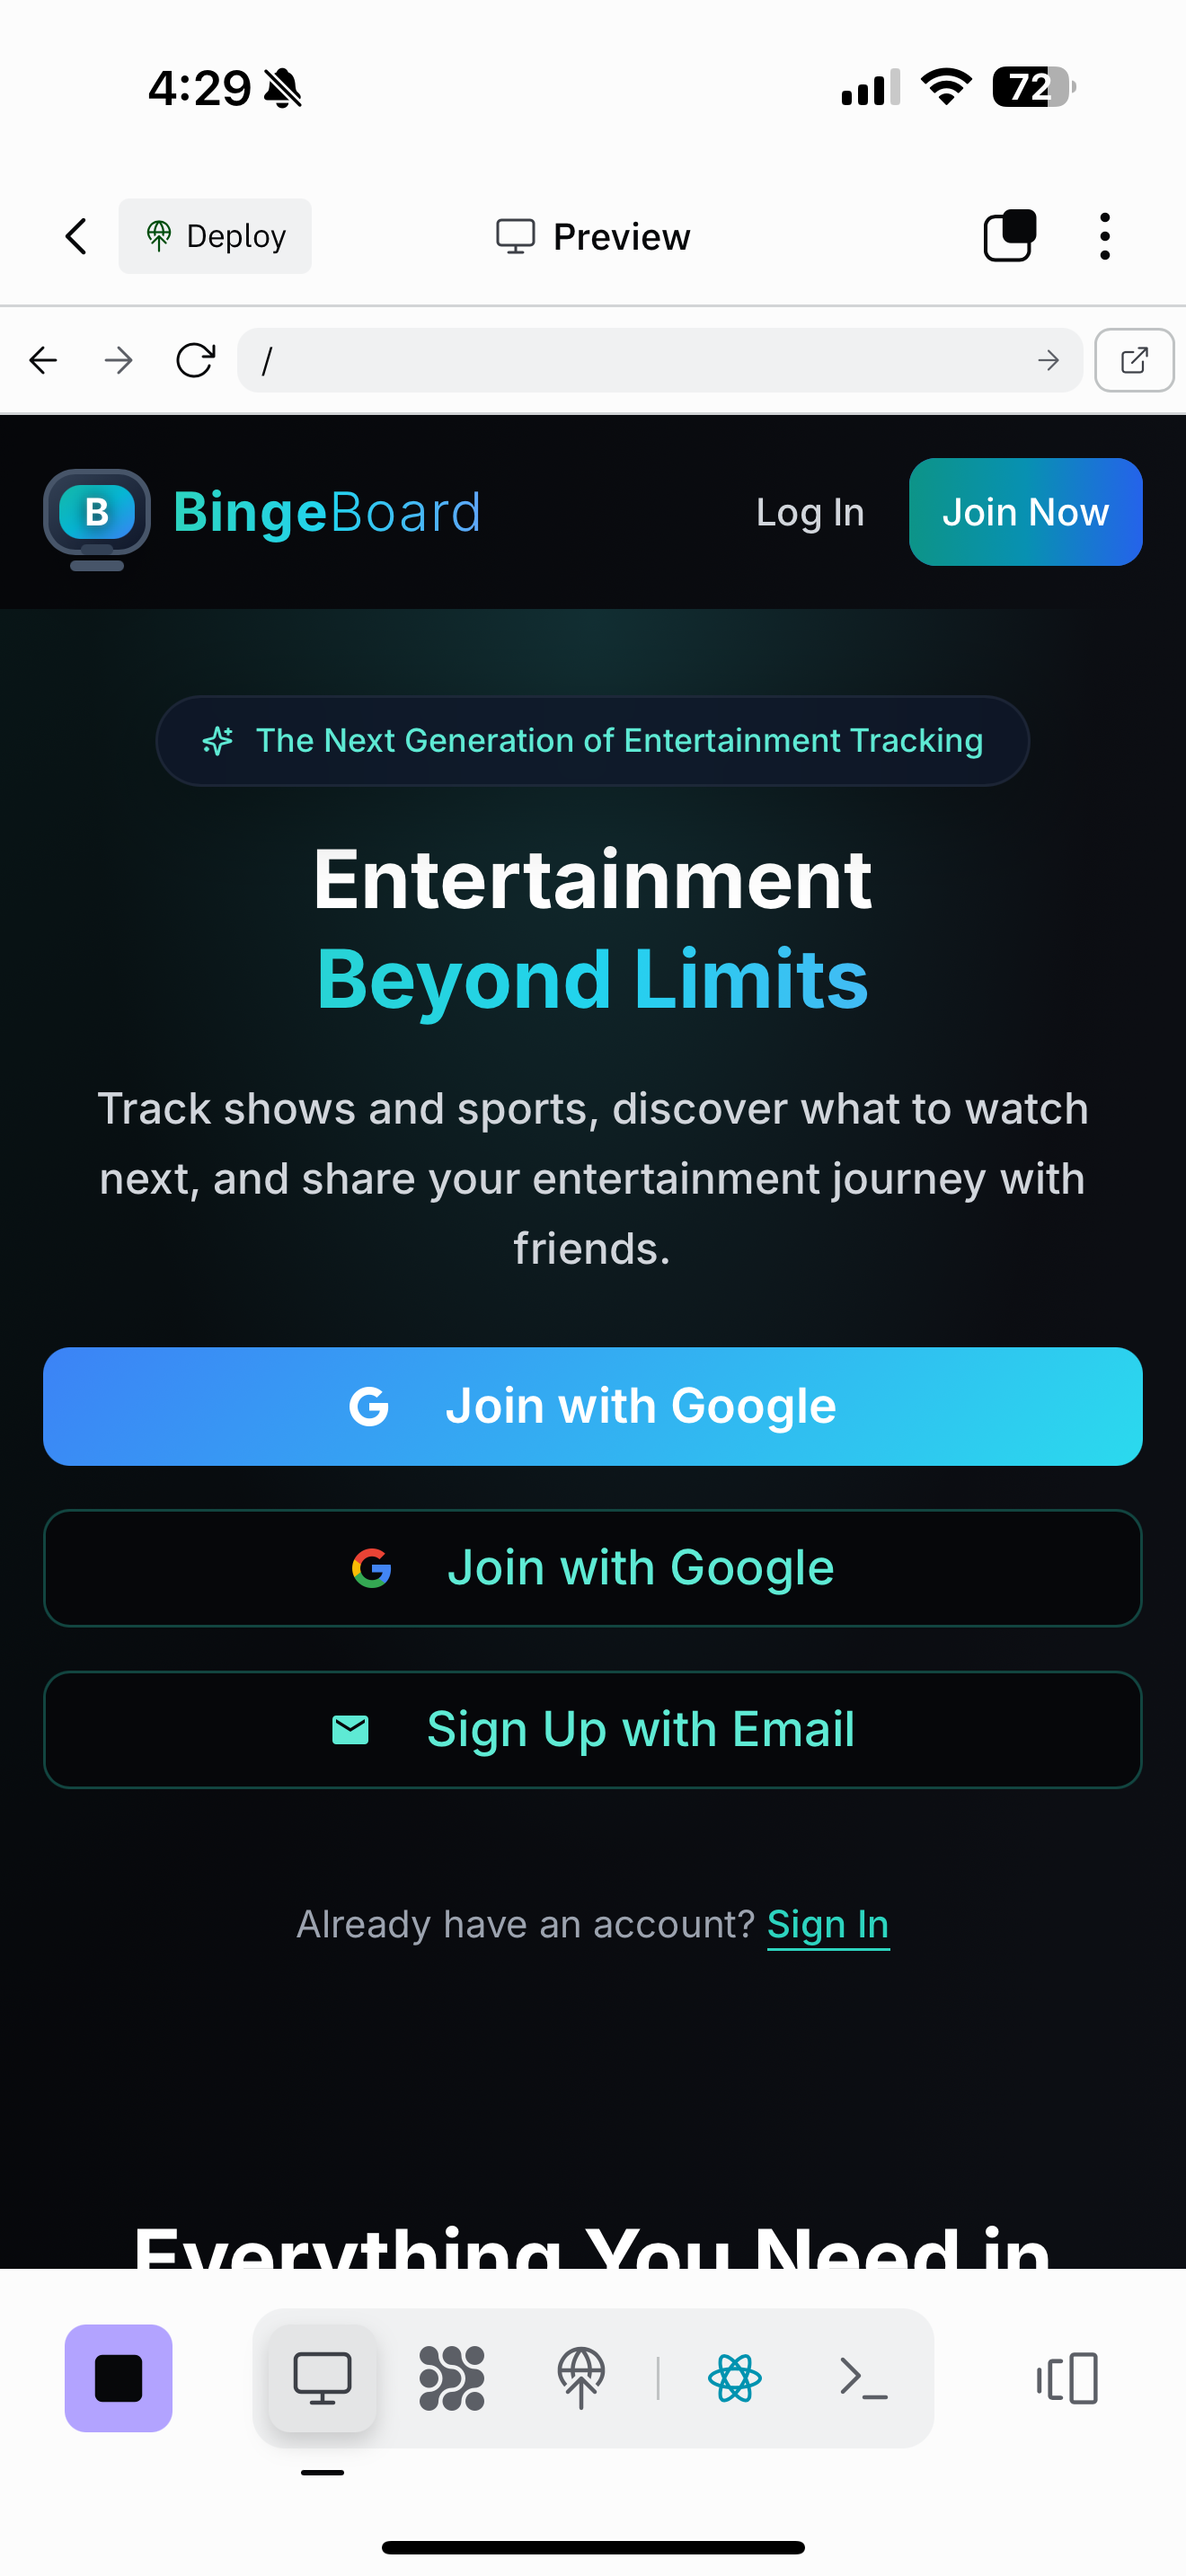 4:29
72
Deploy
Preview
/
B
BingeBoard
Log In
Join Now
The Next Generation of Entertainment Tracking
Entertainment
Beyond Limits
Track shows and sports, discover what to watch
next, and share your entertainment journey with
friends.
G Join with Google
G Join with Google
Sign Up with Email
Already have an account? Sign In
Everything You Need in